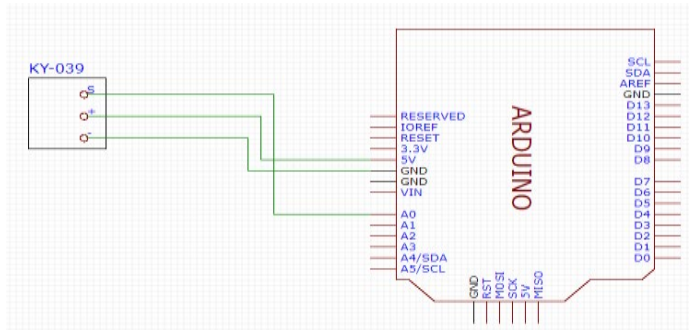 KY-039
S
+
-
ARDUINO
RESERVED
IOREF
RESET
3.3V
5V
GND
GND
VIN
A0
A1
A2
A3
A4/SDA
A5/SCL
SCL
SDA
AREF
GND
D13
D12
D11
D10
D9
D8
D7
D6
D5
D4
D3
D2
D1
D0
GND
RST
MOSI
SCK
5V
MISO